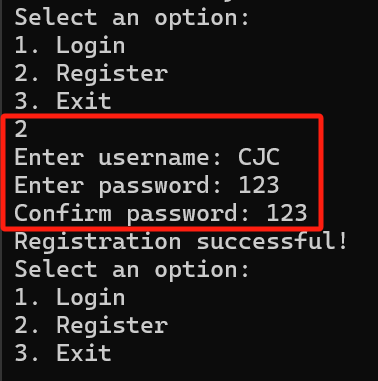 Select an option:
1. Login
2. Register
3. Exit
2
Enter username: CJC
Enter password: 123
Confirm password: 123
Registration successful!
Select an option:
1. Login
2. Register
3. Exit